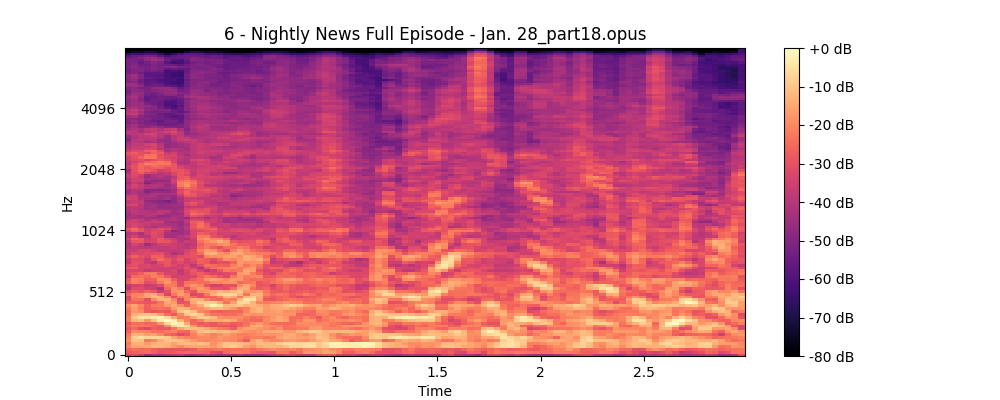 6 - Nightly News Full Episode - Jan. 28_part18.opus
Hz
4096
2048
1024
512
0
0
0.5
1
1.5
2
2.5
Time
+0 dB
-10 dB
-20 dB
-30 dB
-40 dB
-50 dB
-60 dB
-70 dB
-80 dB